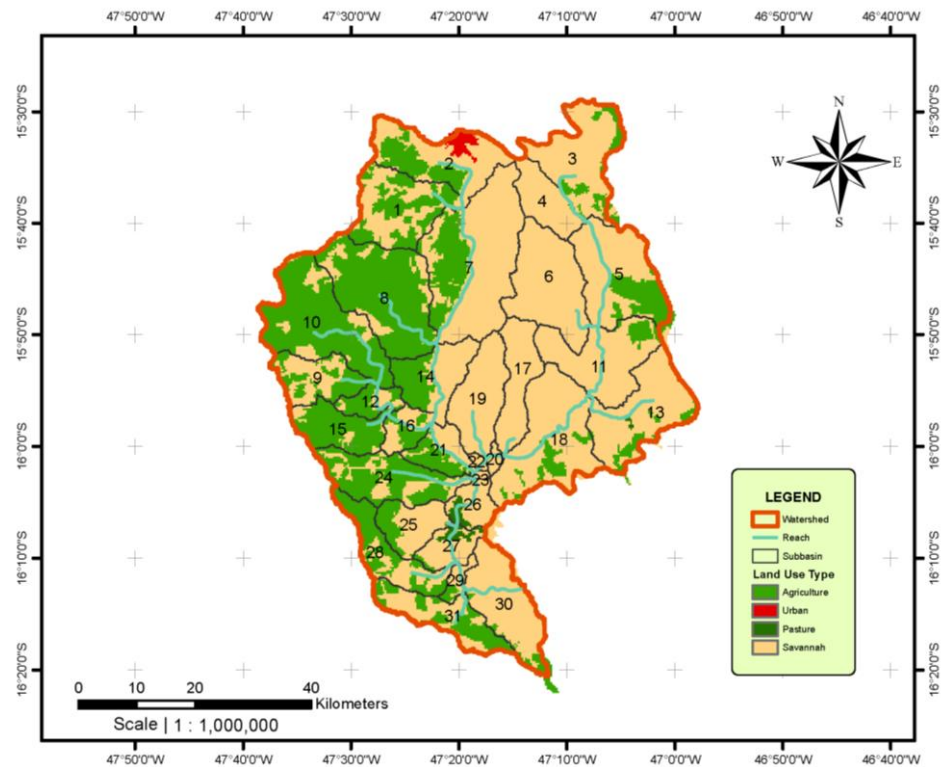 47°50'0"W 47°40'0"W 47°30'0"W 47°20'0"W 47°10'0"W 47°0'0"W 46°50'0"W 46°40'0"W
15°30'0"S 15°30'0"S
15°40'0"S 15°40'0"S
15°50'0"S 15°50'0"S
16°0'0"S 16°0'0"S
16°10'0"S 16°10'0"S
16°20'0"S 16°20'0"S
N
W E
S
2
3
1
4
7
6
5
8
10
9
14
17
11
12
19
13
15
16
18
21
22
20
23
24
26
25
27
28
29
30
31
LEGEND
Watershed
Reach
Subbasin
Land Use Type
Agriculture
Urban
Pasture
Savannah
0 10 20 40
Kilometers
Scale | 1 : 1,000,000
47°50'0"W 47°40'0"W 47°30'0"W 47°20'0"W 47°10'0"W 47°0'0"W 46°50'0"W 46°40'0"W